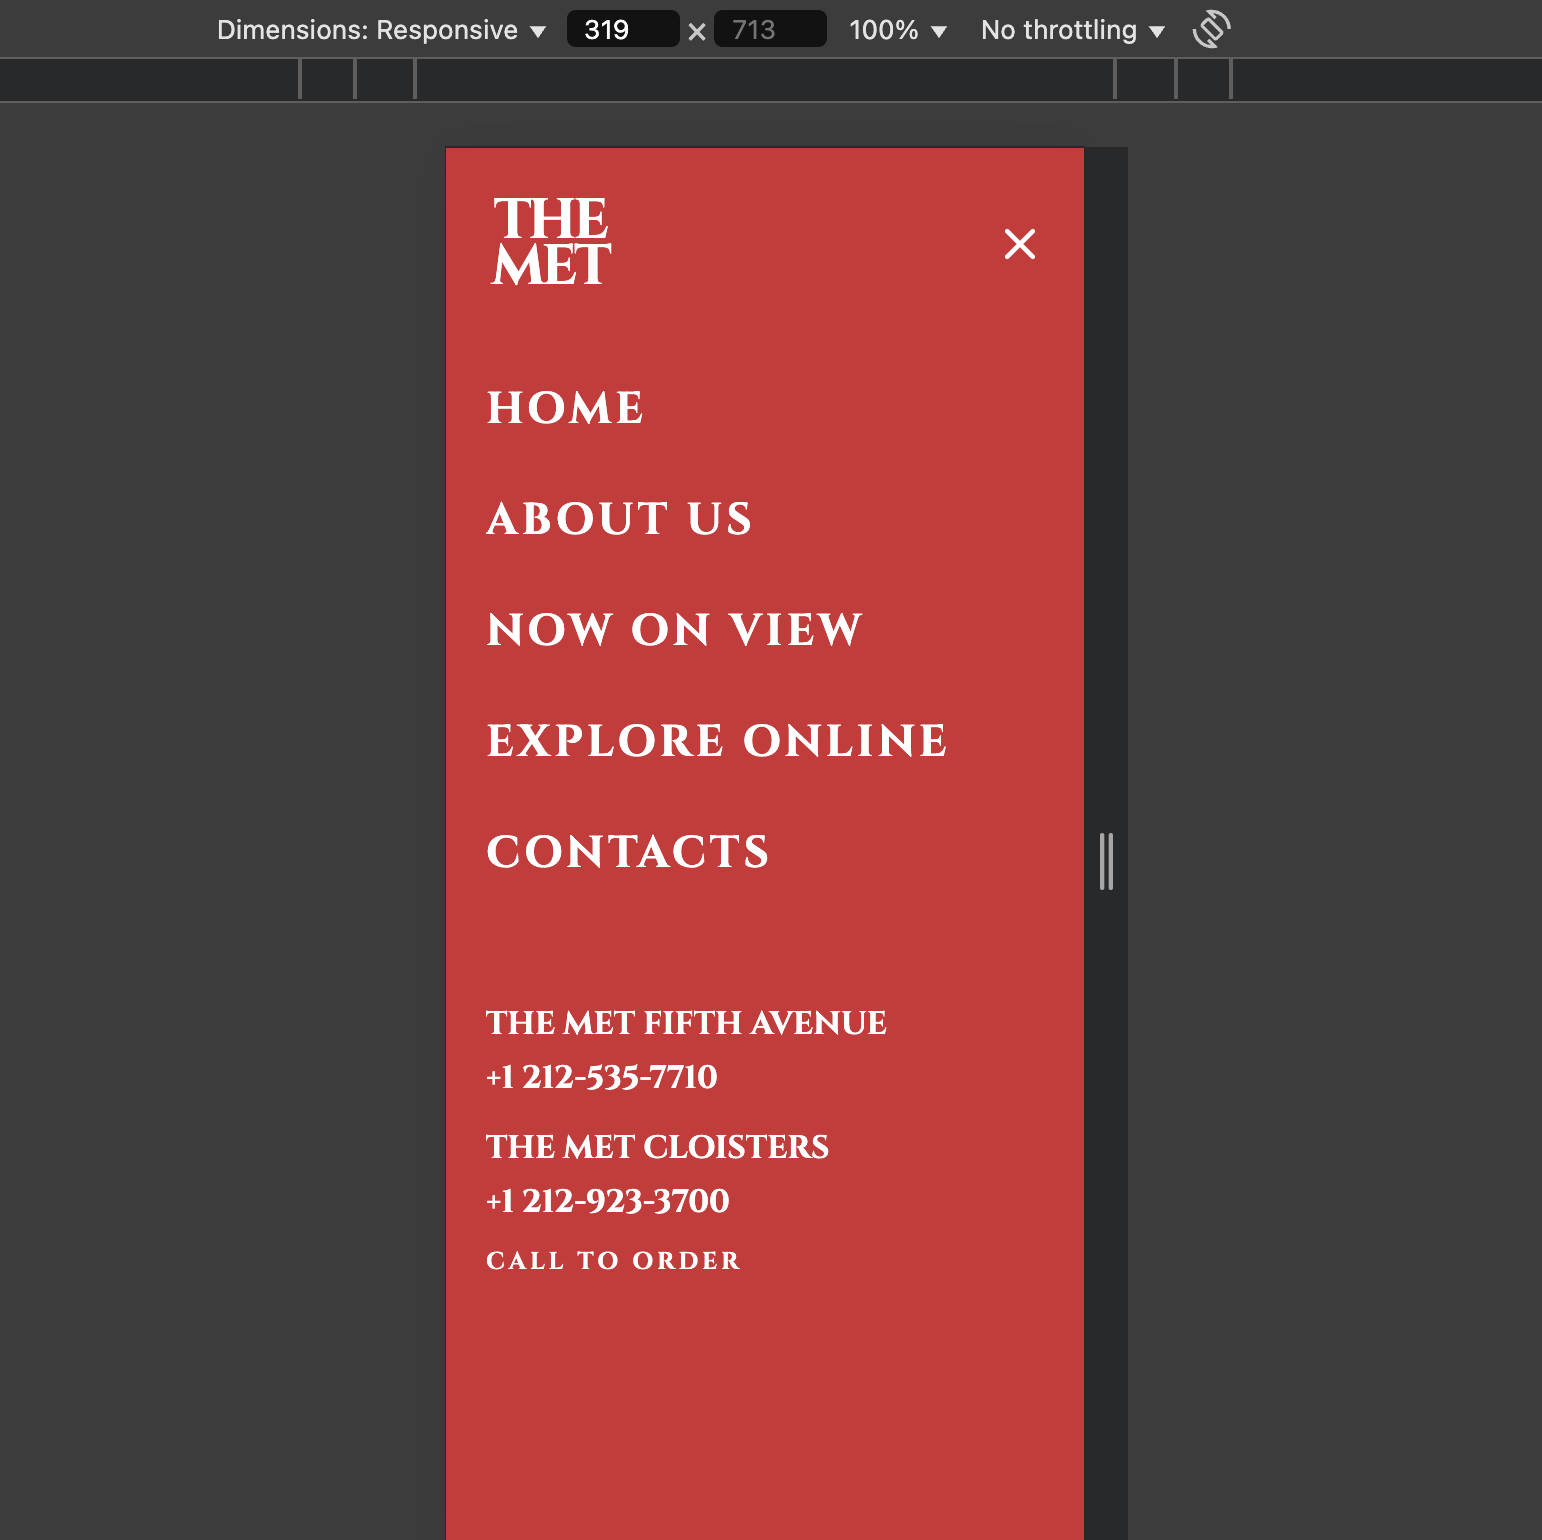 Dimensions: Responsive ▼ 319 × 713 100% ▼ No throttling ▼
THE
MET
HOME
ABOUT US
NOW ON VIEW
EXPLORE ONLINE
CONTACTS
THE MET FIFTH AVENUE
+1 212-535-7710
THE MET CLOISTERS
+1 212-923-3700
CALL TO ORDER